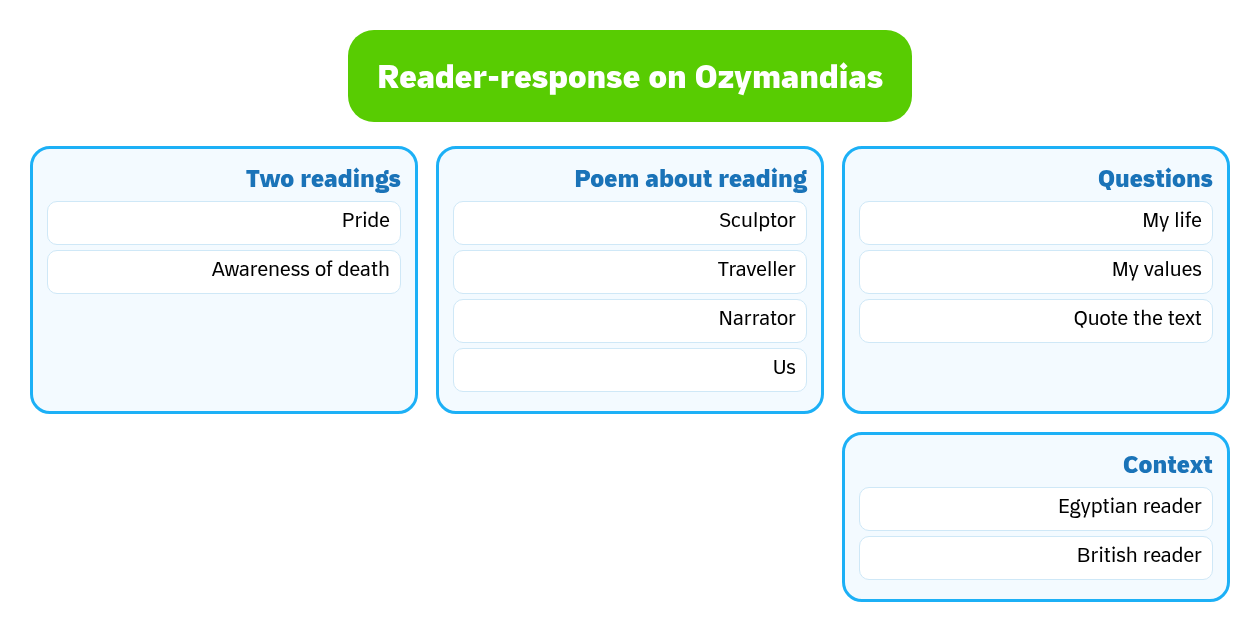 Reader-response on Ozymandias
Two readings
Pride
Awareness of death
Poem about reading
Sculptor
Traveller
Narrator
Us
Questions
My life
My values
Quote the text
Context
Egyptian reader
British reader